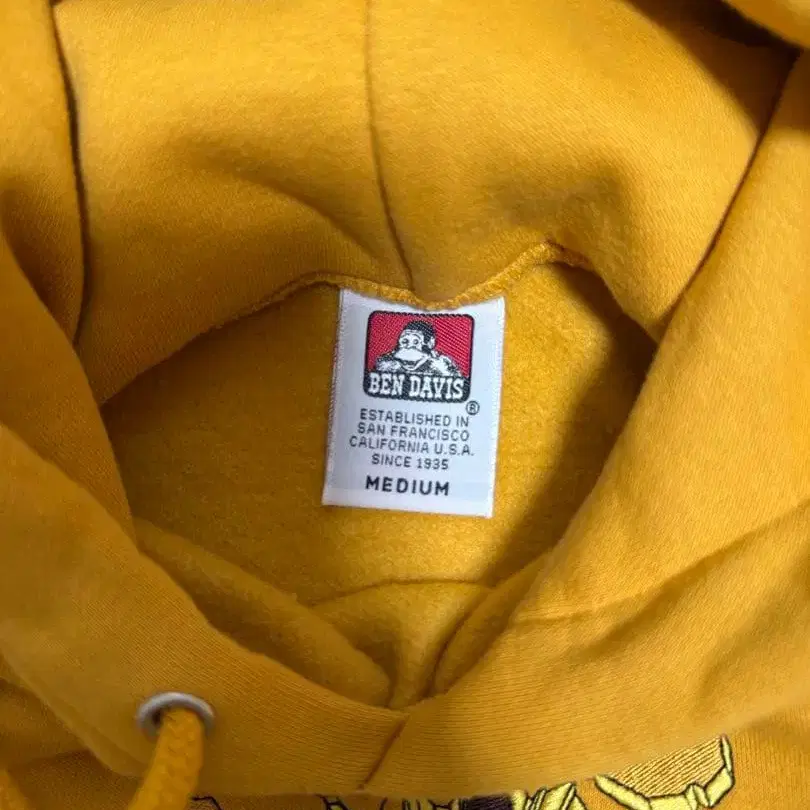 BEN DAVIS
®
ESTABLISHED IN
SAN FRANCISCO
CALIFORNIA U.S.A.
SINCE 1935
MEDIUM